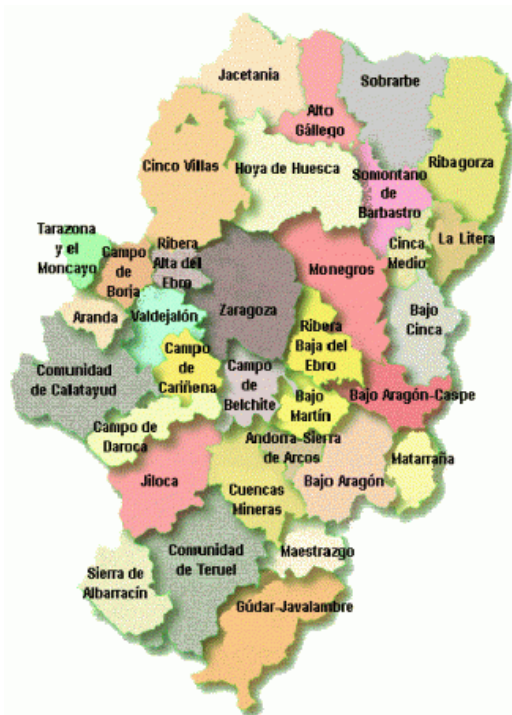 Jacetania
Sobrarbe
Alto
Gállego
Cinco Villas
Hoya de Huesca
Ribagorza
Somontano
de
Barbastro
Tarazona
y el
Moncayo
Campo
de
Borja
Ribera
Alta del
Ebro
Monegros
Cinca
Medio
La Litera
Aranda
Valdejalón
Zaragoza
Bajo
Cinca
Ribera
Baja del
Ebro
Comunidad
de Calatayud
Campo
de
Cariñena
Campo
de
Belchite
Bajo
Martín
Bajo Aragón-Caspe
Campo de
Daroca
Andorra-Sierra
de Arcos
Matarraña
Jiloca
Cuencas
Mineras
Bajo Aragón
Sierra de
Albarracín
Comunidad
de Teruel
Maestrazgo
Gúdar-Javalambre